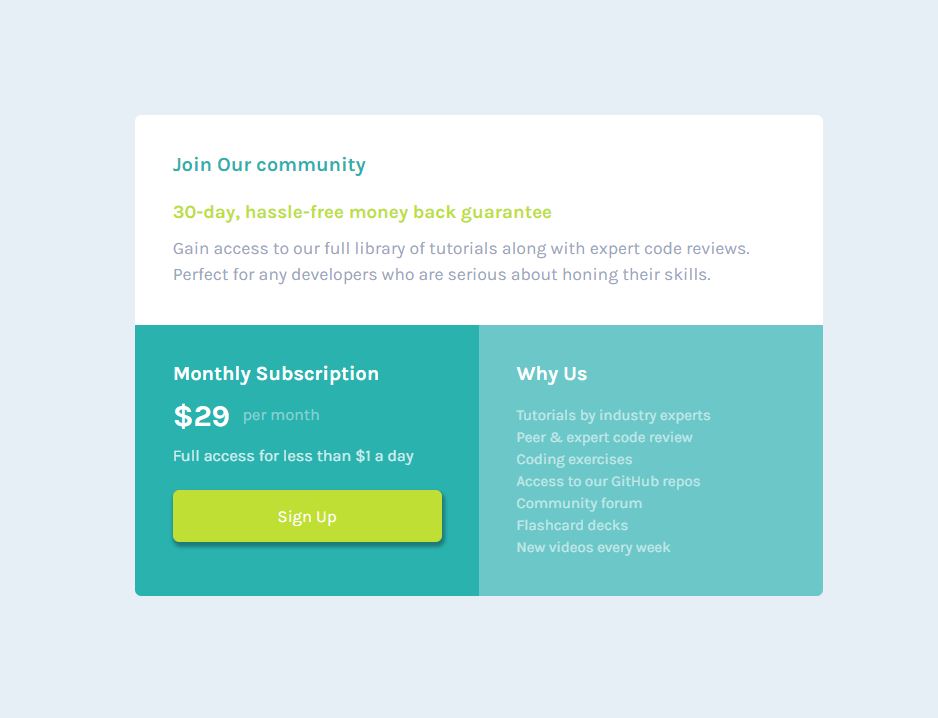 Join Our community
30-day, hassle-free money back guarantee
Gain access to our full library of tutorials along with expert code reviews.
Perfect for any developers who are serious about honing their skills.
Monthly Subscription
$29 per month
Full access for less than $1 a day
Sign Up
Why Us
Tutorials by industry experts
Peer & expert code review
Coding exercises
Access to our GitHub repos
Community forum
Flashcard decks
New videos every week